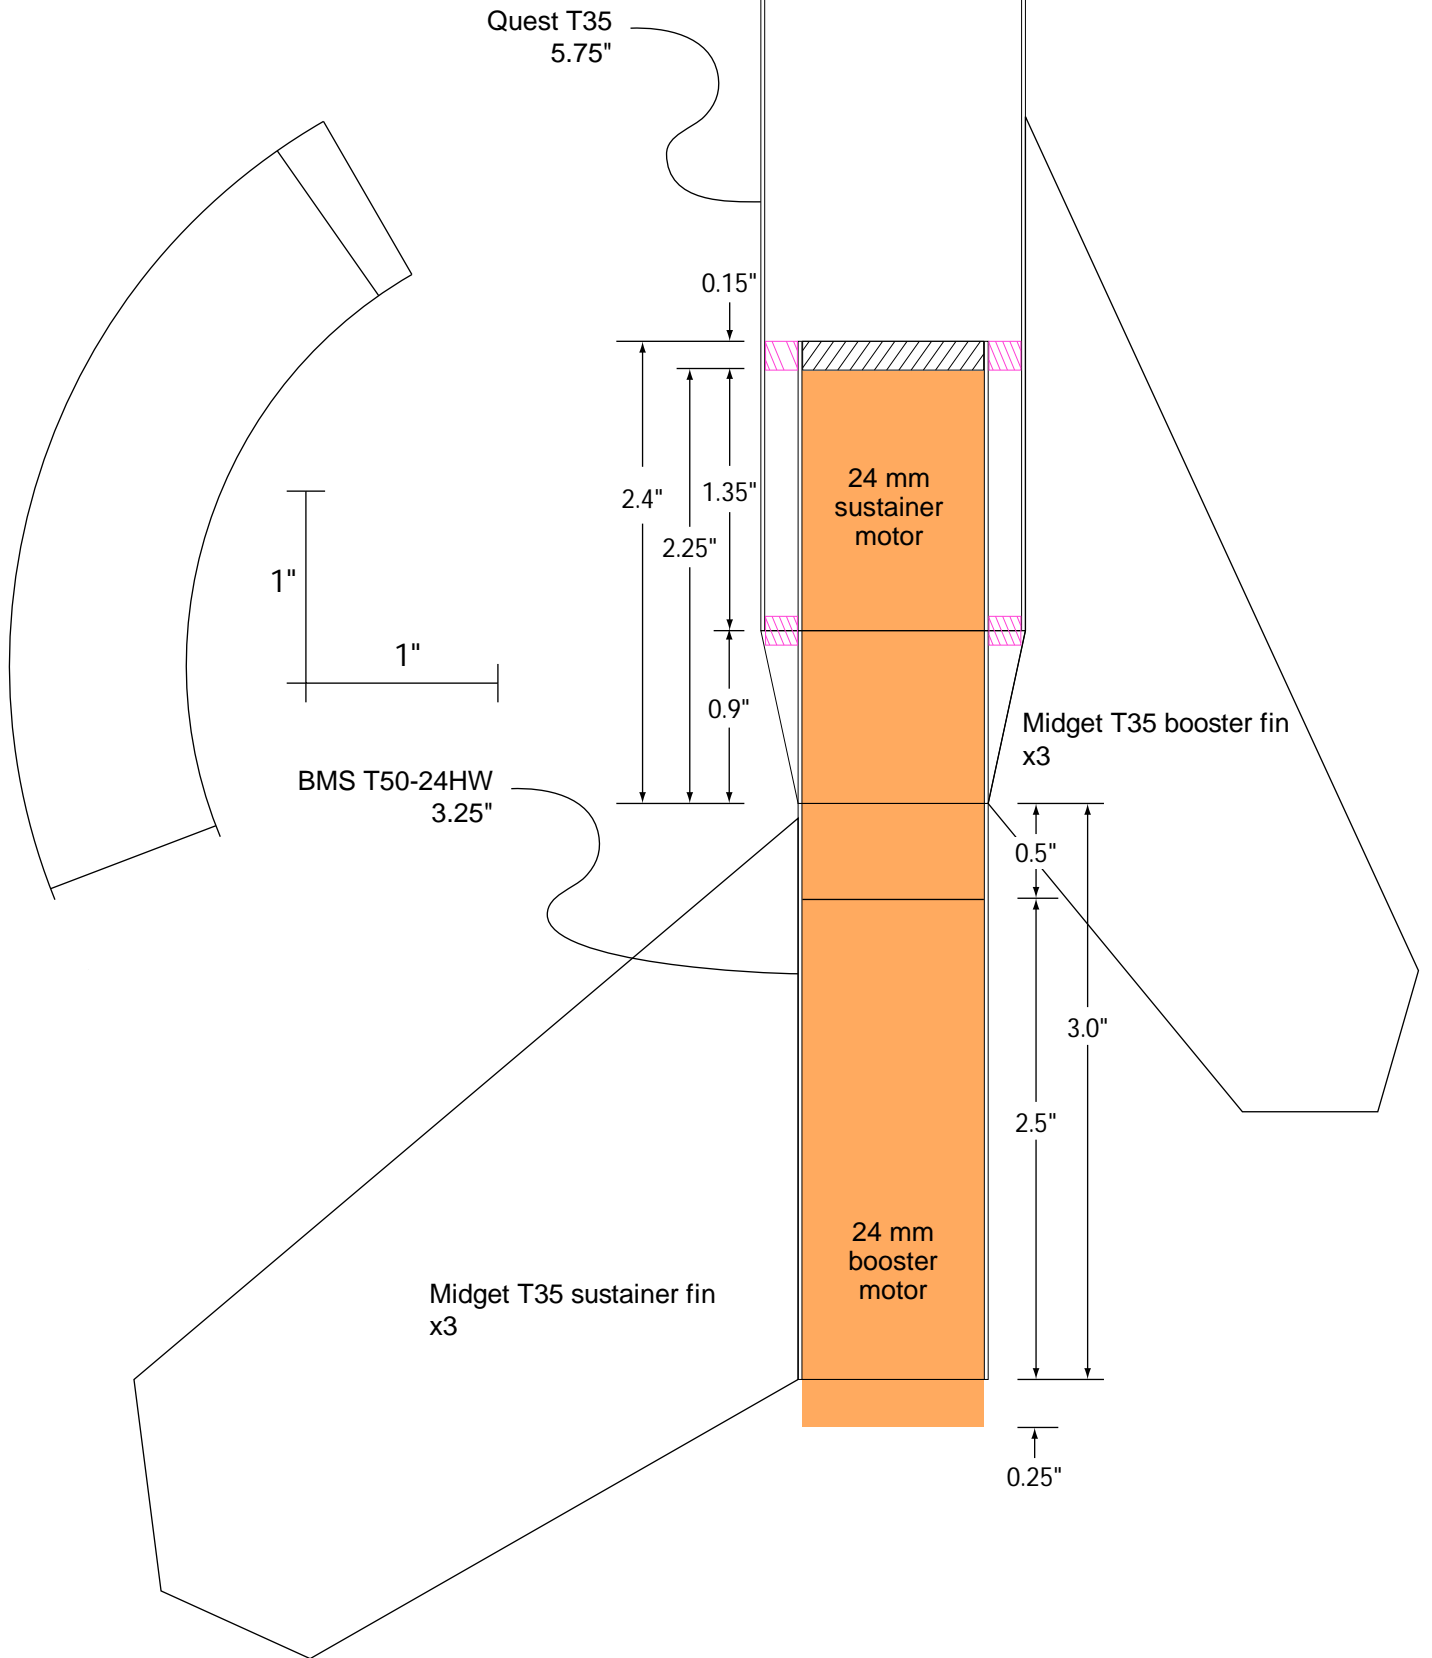 Quest T35
5.75"
0.15"
24 mm
sustainer
motor
2.4"
1.35"
2.25"
1"
1"
0.9"
Midget T35 booster fin
x3
BMS T50-24HW
3.25"
0.5"
3.0"
2.5"
24 mm
booster
motor
Midget T35 sustainer fin
x3
0.25"